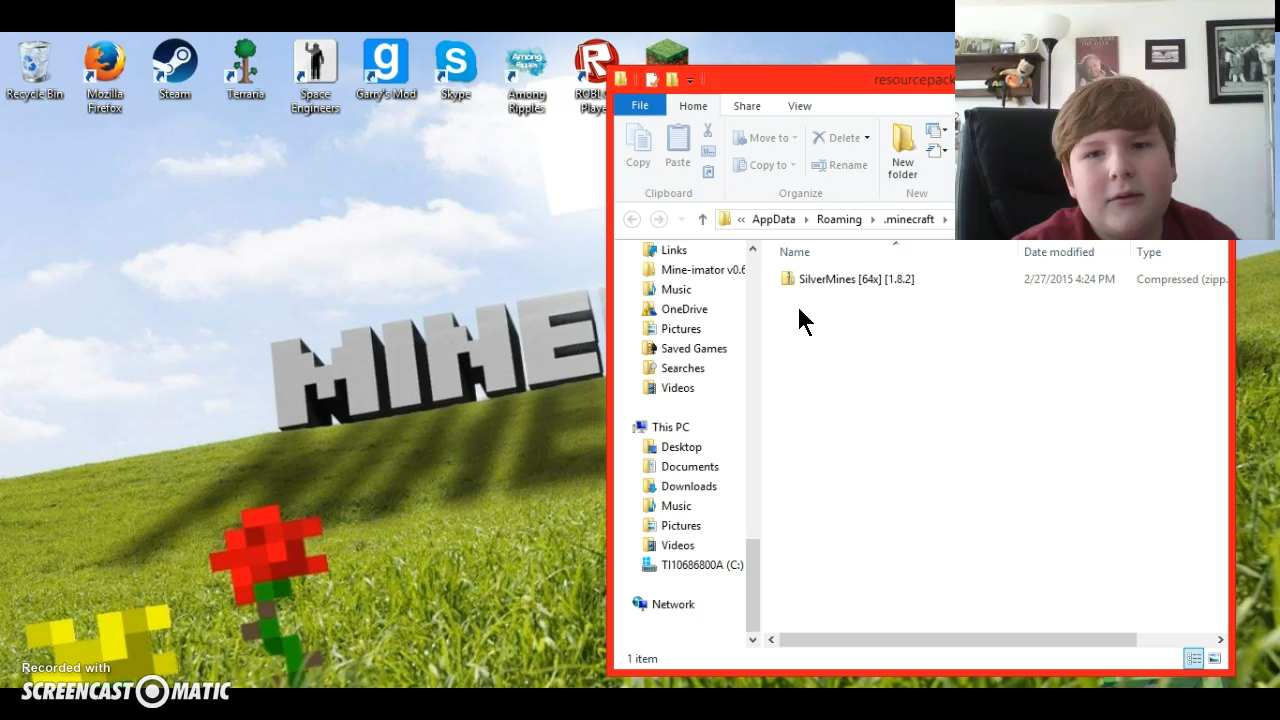 Recycle Bin
Mozilla
Firefox
Steam
Terraria
Space
Engineers
Garry's Mod
Skype
Among
Ripples
ROBL
Playe
MINE
resourcepack
File
Home
Share
View
Copy
Paste
Clipboard
Move to
Copy to
Delete
Rename
Organize
New
folder
New
« AppData › Roaming › .minecraft ›
Name
Date modified
Type
SilverMines [64x] [1.8.2]
2/27/2015 4:24 PM
Compressed (zipp
Links
Mine-imator v0.6
Music
OneDrive
Pictures
Saved Games
Searches
Videos
This PC
Desktop
Documents
Downloads
Music
Pictures
Videos
TI10686800A (C:)
Network
1 item
Recorded with
SCREENCAST-O-MATIC